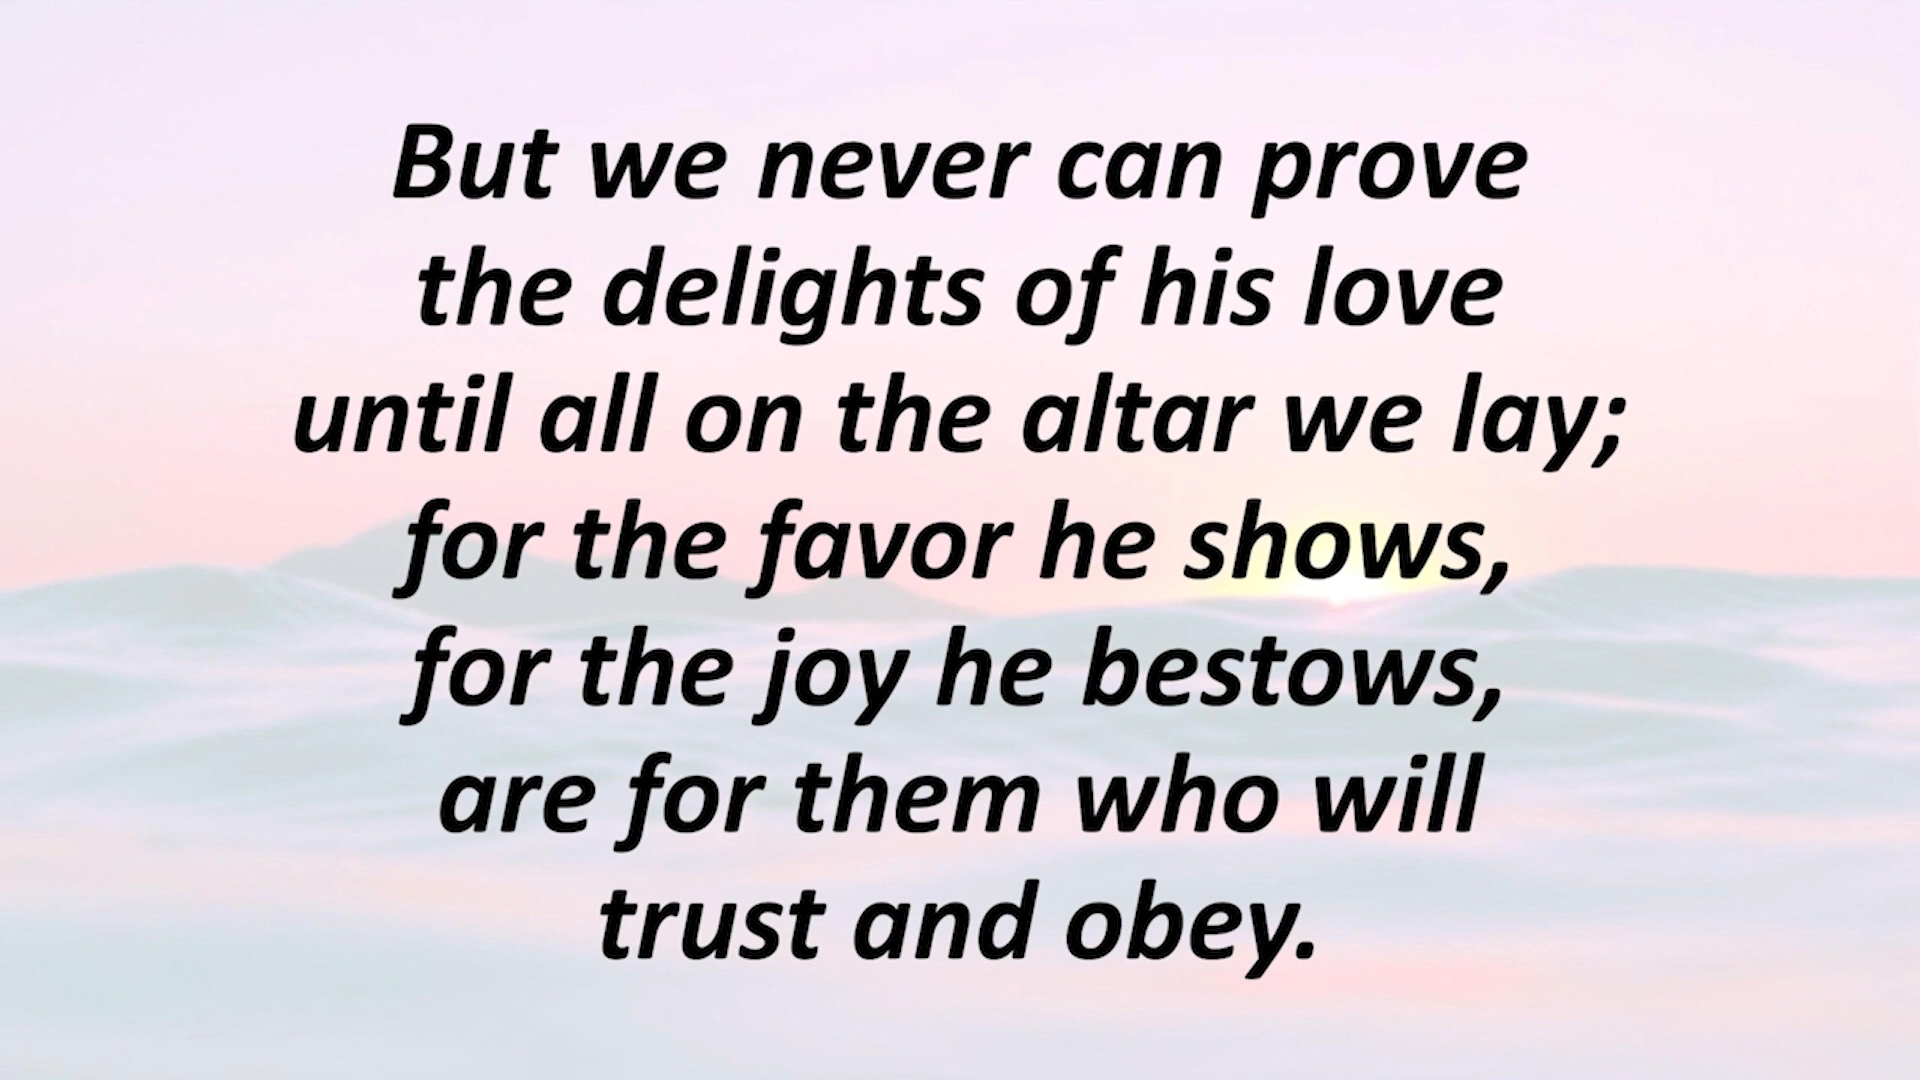 But we never can prove
the delights of his love
until all on the altar we lay;
for the favor he shows,
for the joy he bestows,
are for them who will
trust and obey.